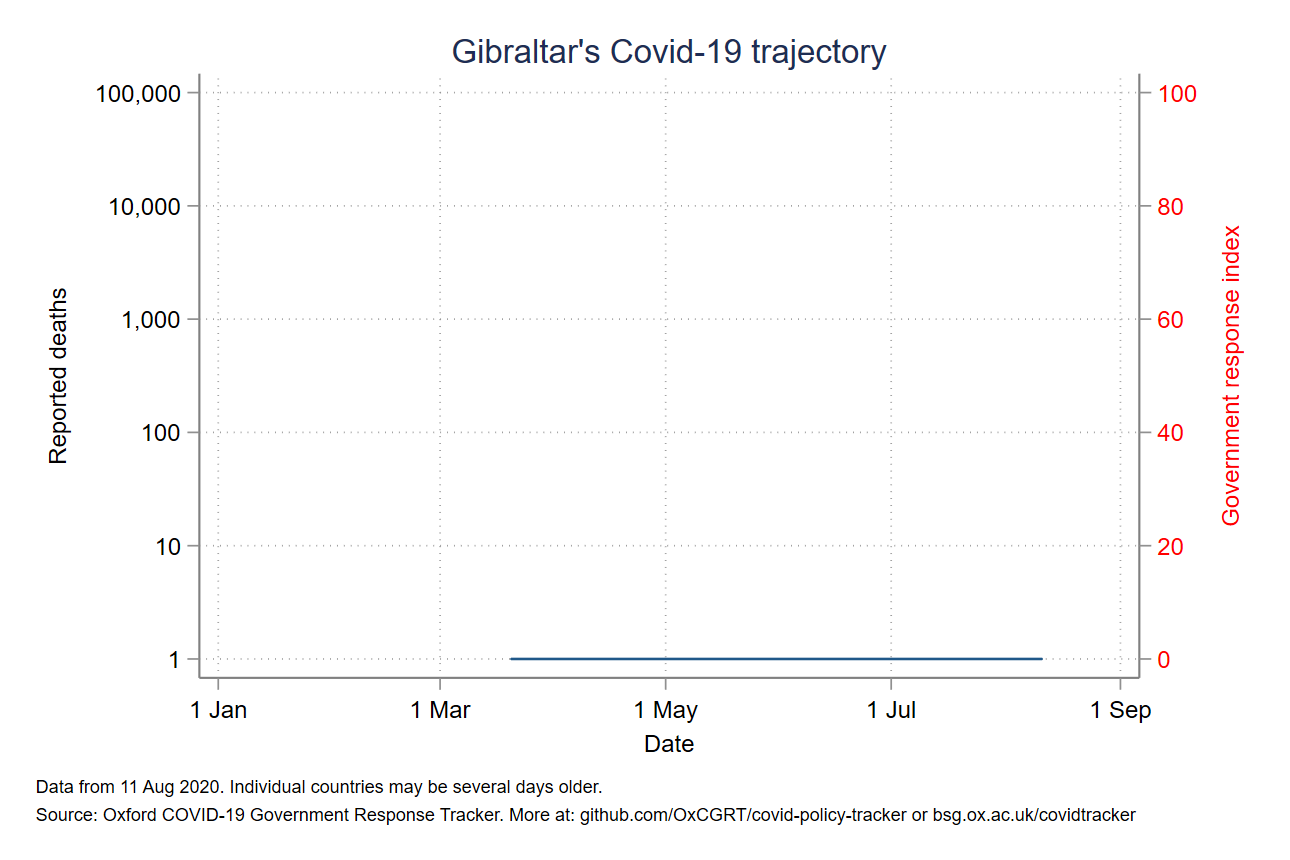 Gibraltar's Covid-19 trajectory
100,000
10,000
1,000
100
10
1
Reported deaths
100
80
60
40
20
0
Government response index
1 Jan
1 Mar
1 May
1 Jul
1 Sep
Date
Data from 11 Aug 2020. Individual countries may be several days older.
Source: Oxford COVID-19 Government Response Tracker. More at: github.com/OxCGRT/covid-policy-tracker or bsg.ox.ac.uk/covidtracker